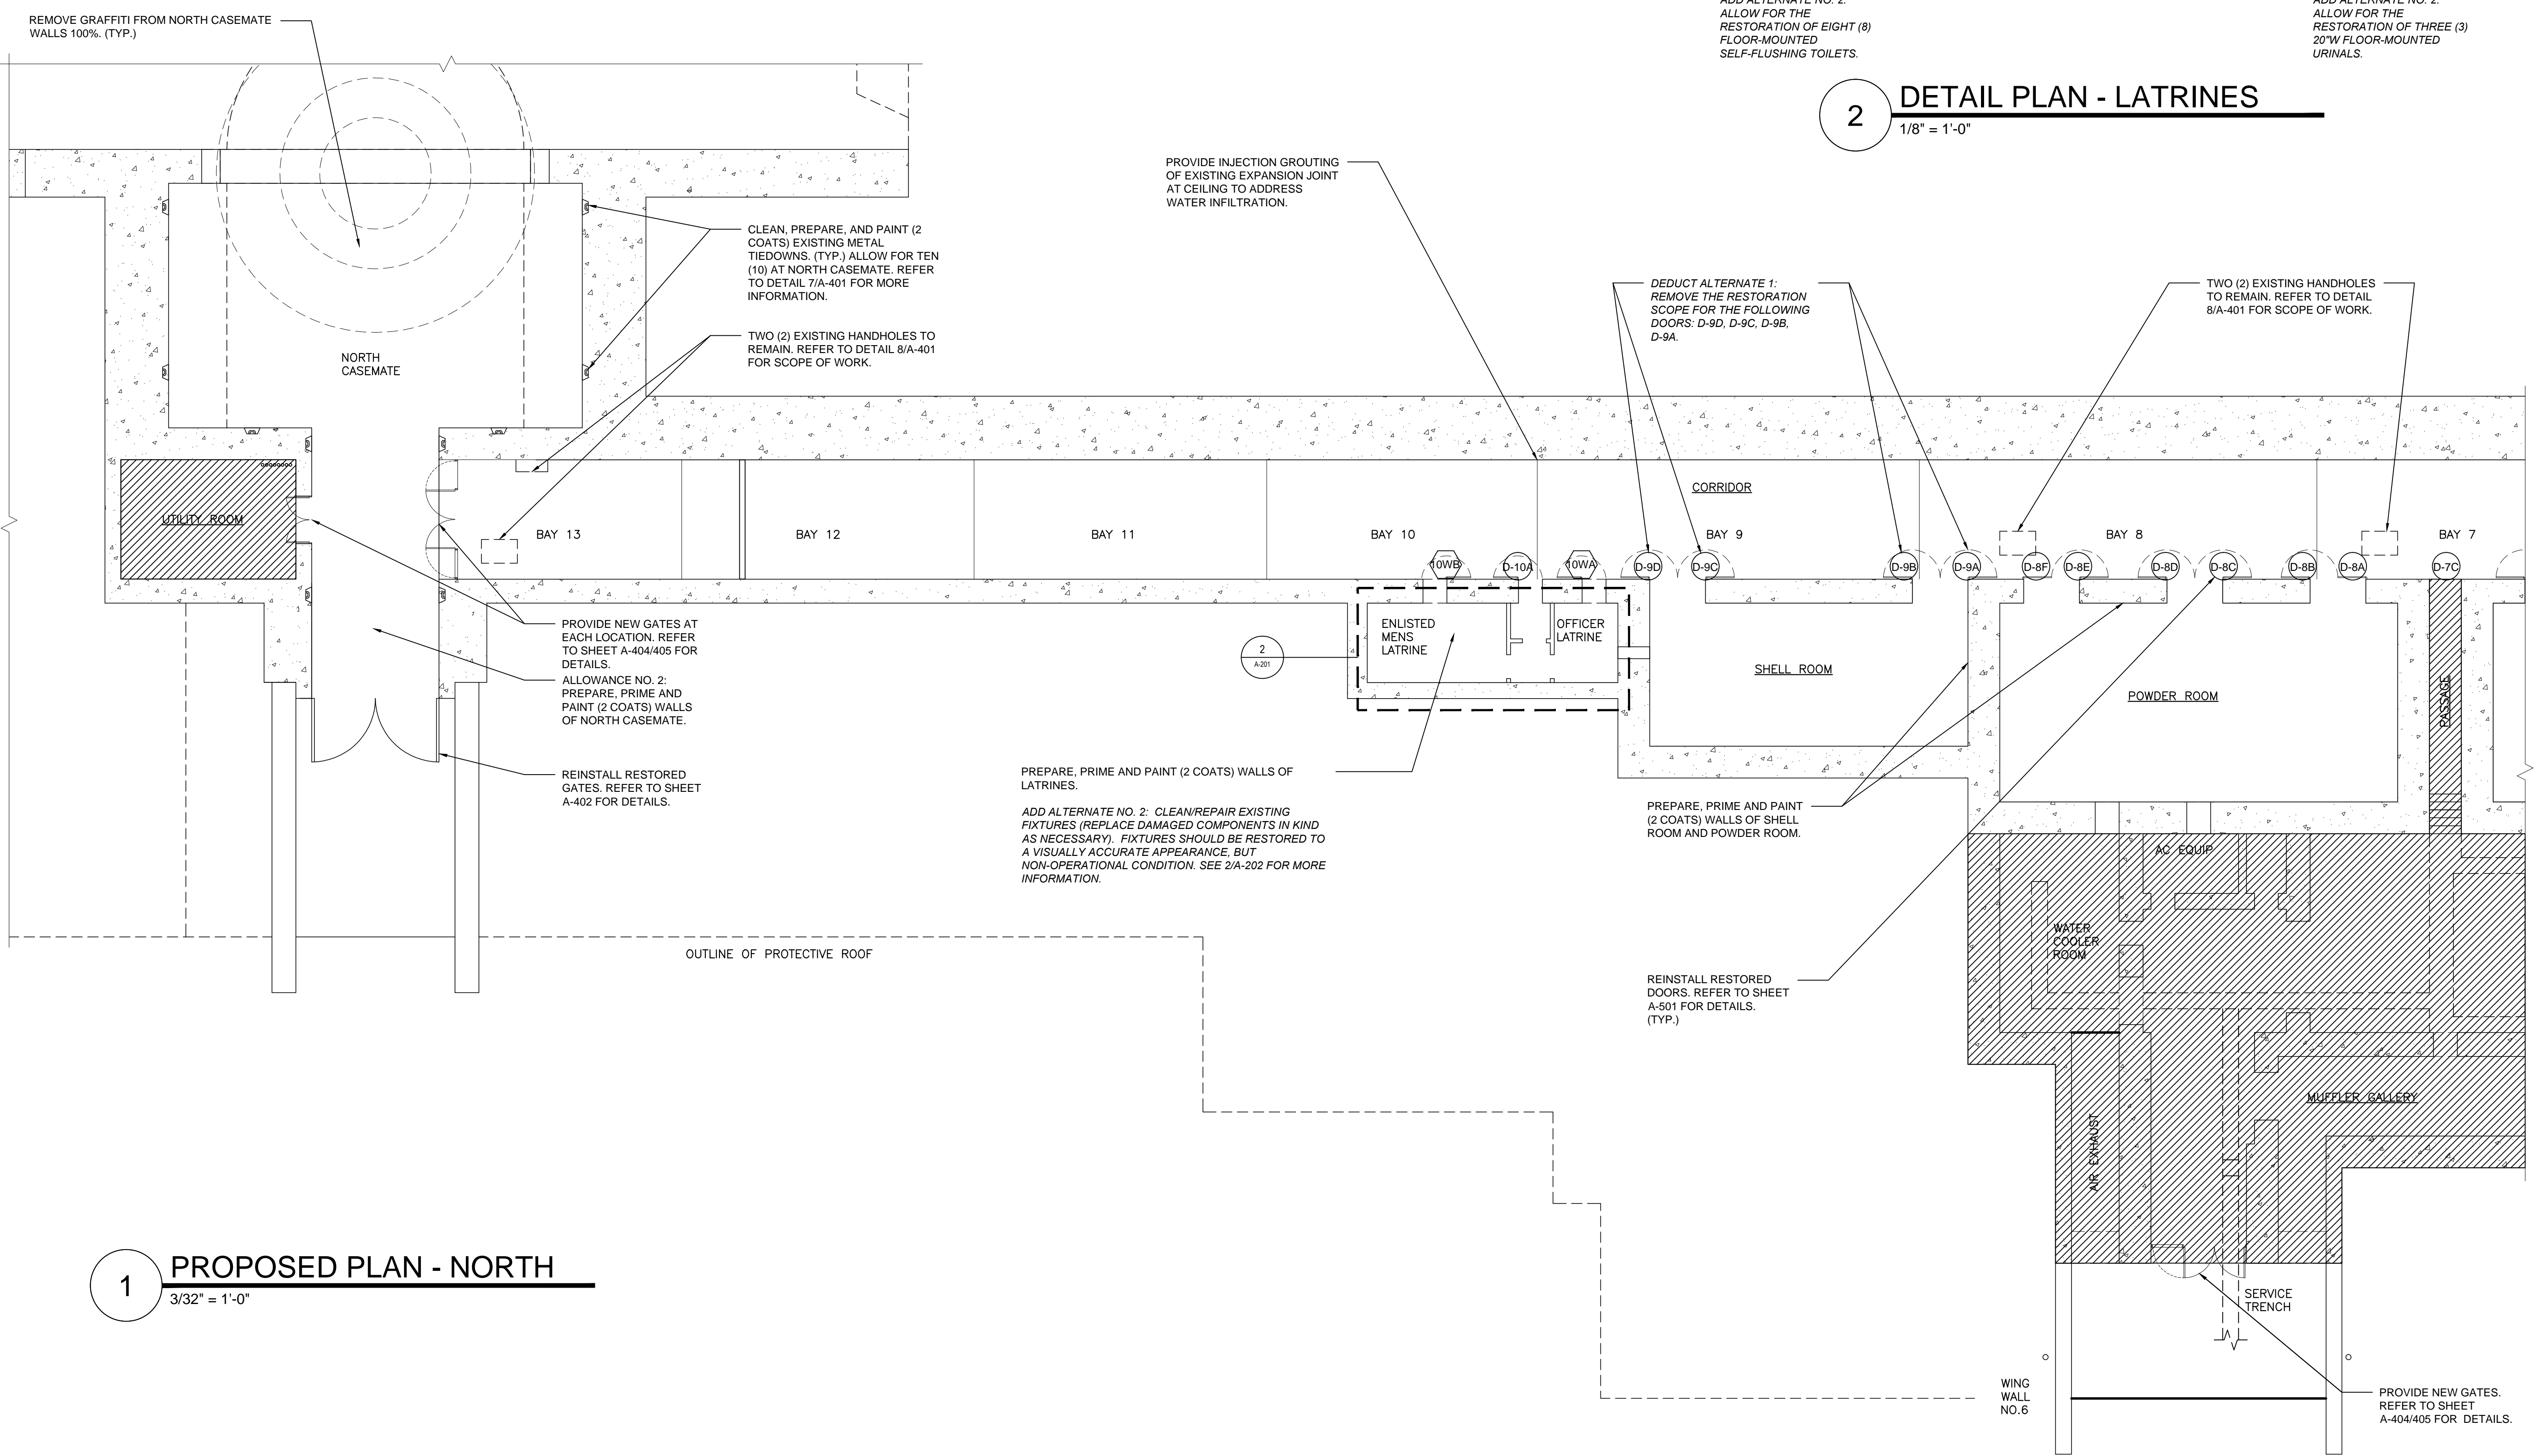 REMOVE GRAFFITI FROM NORTH CASEMATE
WALLS 100%. (TYP.)
ADD ALTERNATE NO. 2:
ALLOW FOR THE
RESTORATION OF EIGHT (8)
FLOOR-MOUNTED
SELF-FLUSHING TOILETS.
ADD ALTERNATE NO. 2:
ALLOW FOR THE
RESTORATION OF THREE (3)
20"W FLOOR-MOUNTED
URINALS.
2
DETAIL PLAN - LATRINES
1/8" = 1'-0"
PROVIDE INJECTION GROUTING
OF EXISTING EXPANSION JOINT
AT CEILING TO ADDRESS
WATER INFILTRATION.
CLEAN, PREPARE, AND PAINT (2
COATS) EXISTING METAL
TIEDOWNS. (TYP.) ALLOW FOR TEN
(10) AT NORTH CASEMATE. REFER
TO DETAIL 7/A-401 FOR MORE
INFORMATION.
TWO (2) EXISTING HANDHOLES TO
REMAIN. REFER TO DETAIL 8/A-401
FOR SCOPE OF WORK.
DEDUCT ALTERNATE 1:
REMOVE THE RESTORATION
SCOPE FOR THE FOLLOWING
DOORS: D-9D, D-9C, D-9B,
D-9A.
TWO (2) EXISTING HANDHOLES
TO REMAIN. REFER TO DETAIL
8/A-401 FOR SCOPE OF WORK.
NORTH
CASEMATE
CORRIDOR
UTILITY ROOM
BAY 13
BAY 12
BAY 11
BAY 10
BAY 9
BAY 8
BAY 7
10WB
D-10A
10WA
D-9D
D-9C
D-9B
D-9A
D-8F
D-8E
D-8D
D-8C
D-8B
D-8A
D-7C
PROVIDE NEW GATES AT
EACH LOCATION. REFER
TO SHEET A-404/405 FOR
DETAILS.
ALLOWANCE NO. 2:
PREPARE, PRIME AND
PAINT (2 COATS) WALLS
OF NORTH CASEMATE.
REINSTALL RESTORED
GATES. REFER TO SHEET
A-402 FOR DETAILS.
2
A-201
ENLISTED
MENS
LATRINE
OFFICER
LATRINE
SHELL ROOM
POWDER ROOM
PASSAGE
PREPARE, PRIME AND PAINT (2 COATS) WALLS OF
LATRINES.
ADD ALTERNATE NO. 2: CLEAN/REPAIR EXISTING
FIXTURES (REPLACE DAMAGED COMPONENTS IN KIND
AS NECESSARY). FIXTURES SHOULD BE RESTORED TO
A VISUALLY ACCURATE APPEARANCE, BUT
NON-OPERATIONAL CONDITION. SEE 2/A-202 FOR MORE
INFORMATION.
PREPARE, PRIME AND PAINT
(2 COATS) WALLS OF SHELL
ROOM AND POWDER ROOM.
AC EQUIP
WATER
COOLER
ROOM
OUTLINE OF PROTECTIVE ROOF
REINSTALL RESTORED
DOORS. REFER TO SHEET
A-501 FOR DETAILS.
(TYP.)
MUFFLER GALLERY
AIR EXHAUST
1
PROPOSED PLAN - NORTH
3/32" = 1'-0"
SERVICE
TRENCH
WING
WALL
NO.6
PROVIDE NEW GATES.
REFER TO SHEET
A-404/405 FOR DETAILS.